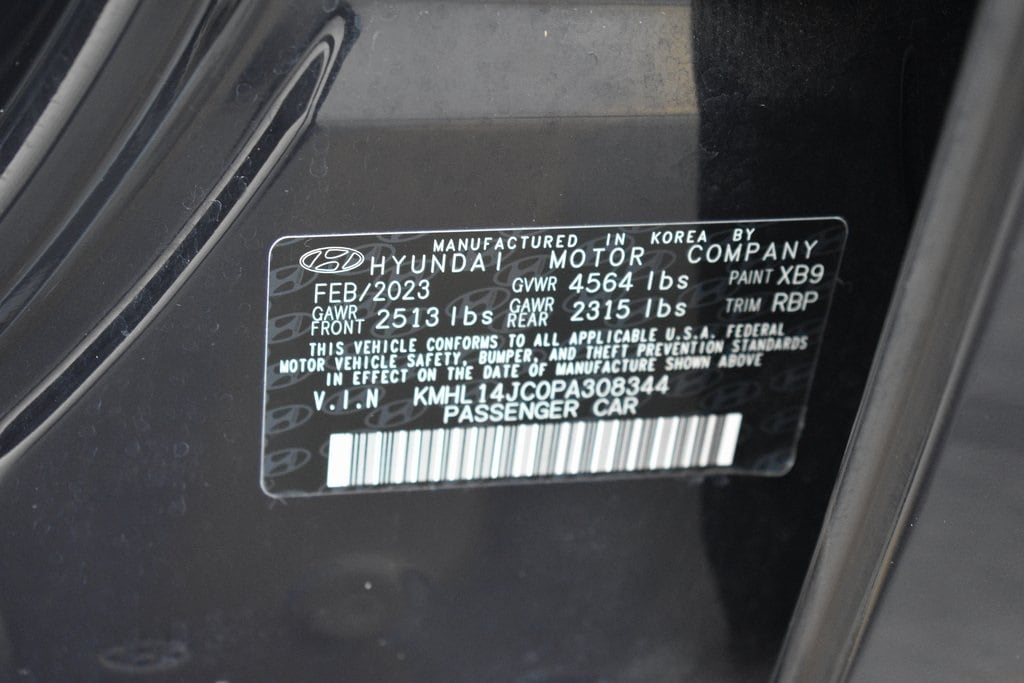 MANUFACTURED IN KOREA BY
HYUNDAI MOTOR COMPANY
FEB/2023 GVWR 4564 lbs PAINT XB9
GAWR FRONT 2513 lbs GAWR REAR 2315 lbs TRIM RBP
THIS VEHICLE CONFORMS TO ALL APPLICABLE U.S.A. FEDERAL
MOTOR VEHICLE SAFETY, BUMPER, AND THEFT PREVENTION STANDARDS
IN EFFECT ON THE DATE OF MANUFACTURE SHOWN ABOVE
V.I.N KMHL14JC0PA308344
PASSENGER CAR